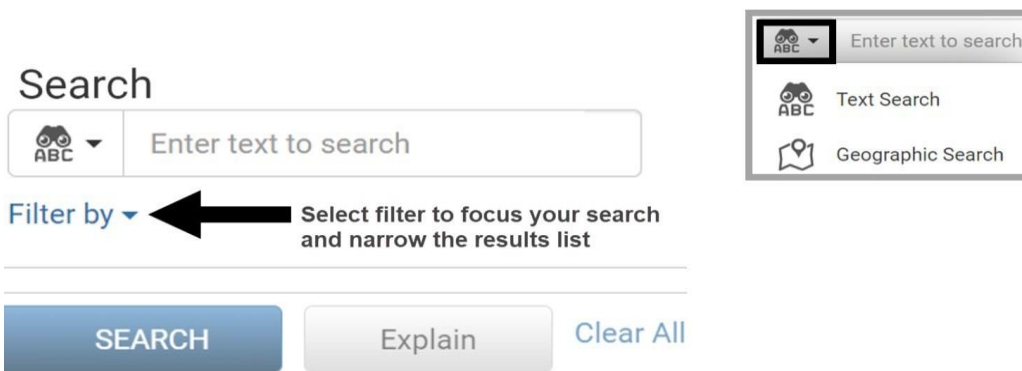 Search
ABC Enter text to search
Filter by
Select filter to focus your search
and narrow the results list
SEARCH Explain Clear All
ABC Enter text to search
ABC Text Search
Geographic Search